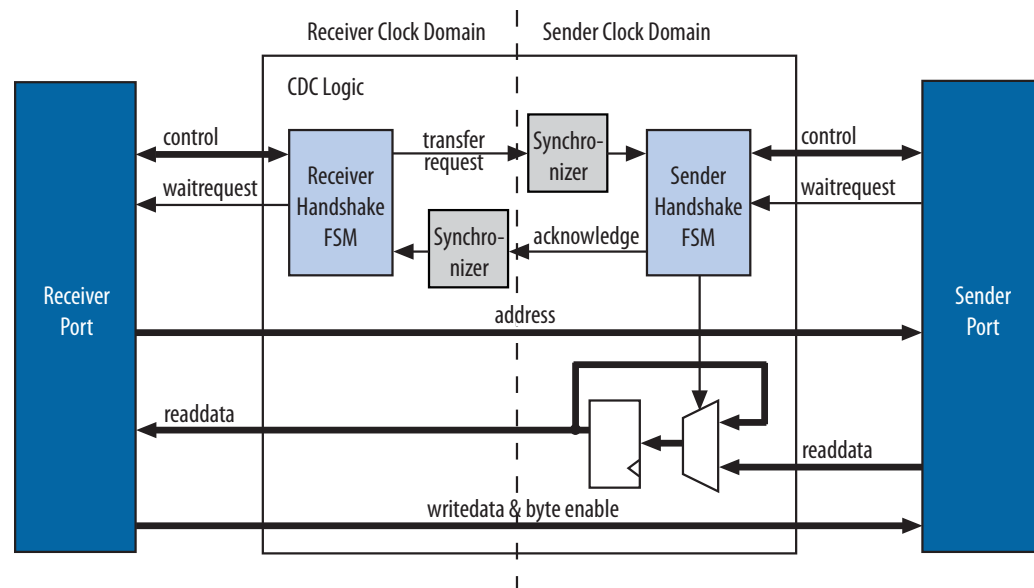 Receiver Clock Domain
Sender Clock Domain
CDC Logic
control
transfer
request
Synchro-
nizer
control
Receiver
Handshake
FSM
Sender
Handshake
FSM
waitrequest
waitrequest
Synchro-
nizer
acknowledge
Receiver
Port
address
Sender
Port
readdata
readdata
writedata & byte enable